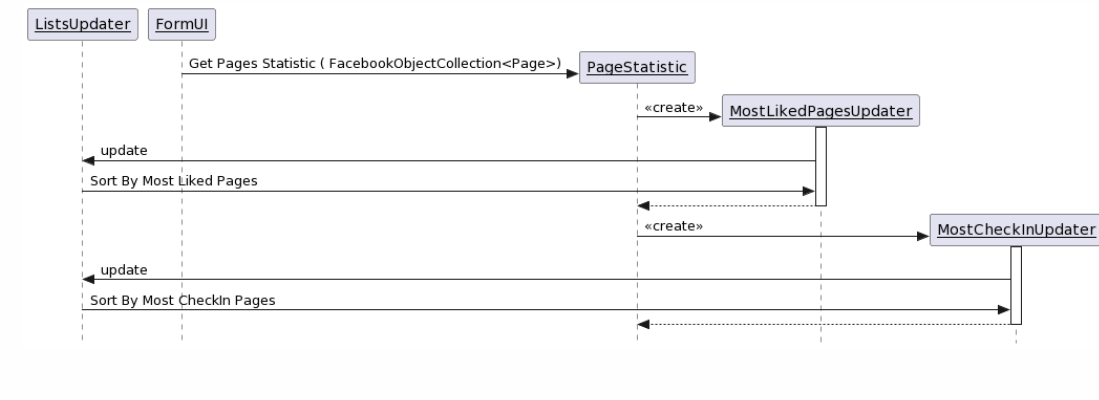 ListsUpdater
FormUI
Get Pages Statistic ( FacebookObjectCollection<Page>)
PageStatistic
«create»
MostLikedPagesUpdater
update
Sort By Most Liked Pages
«create»
MostCheckInUpdater
update
Sort By Most CheckIn Pages